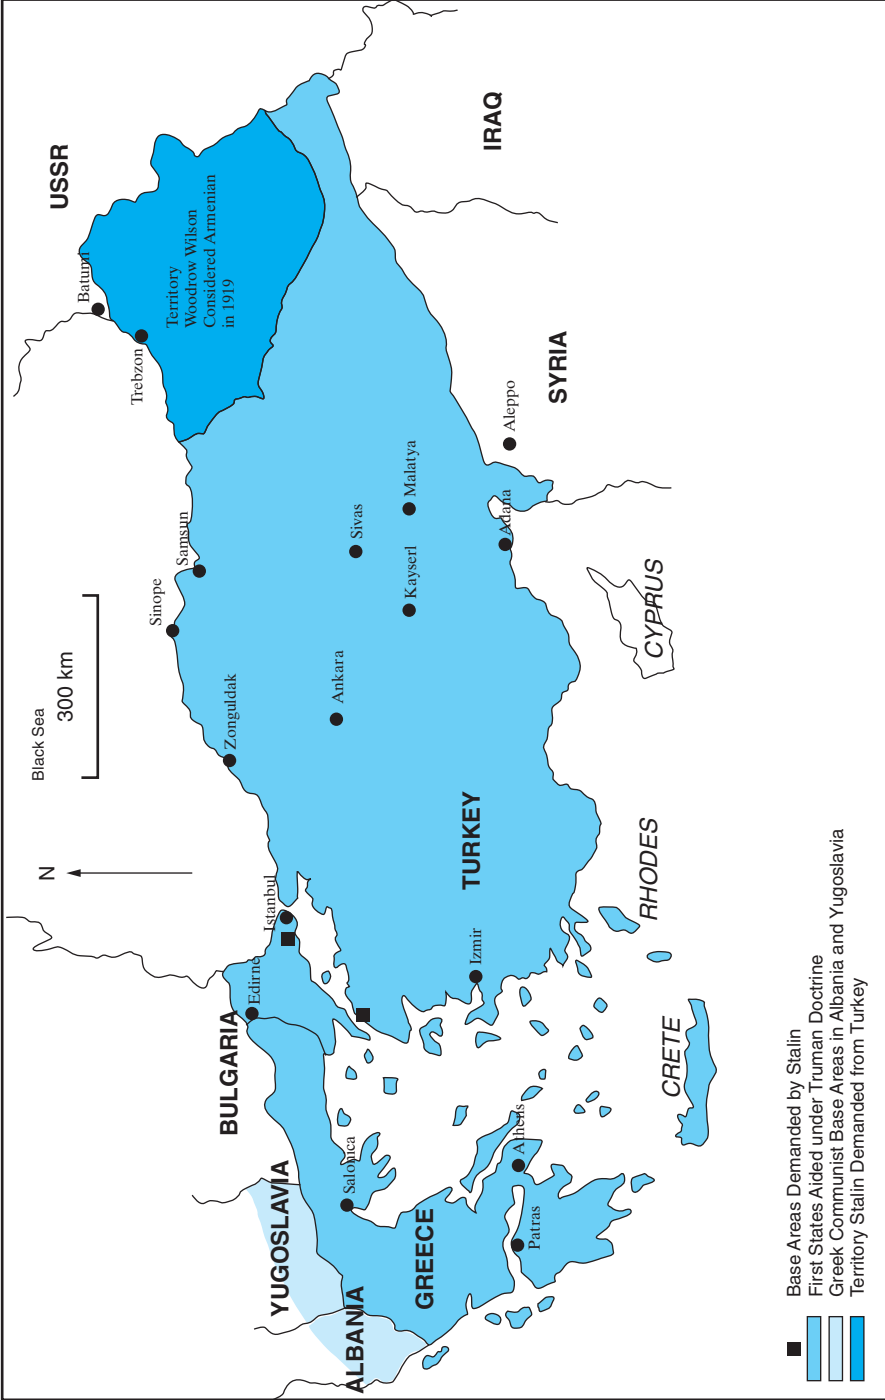 USSR
Batumi
Trebzon
Territory
Woodrow Wilson
Considered Armenian
in 1919
IRAQ
Black Sea
300 km
N
Sinope
Samsun
Zonguldak
Sivas
Malatya
Kayserl
Ankara
Adana
Aleppo
SYRIA
CYPRUS
TURKEY
Istanbul
Edirne
Izmir
RHODES
BULGARIA
YUGOSLAVIA
ALBANIA
Salonica
GREECE
Athens
Patras
CRETE
Base Areas Demanded by Stalin
First States Aided under Truman Doctrine
Greek Communist Base Areas in Albania and Yugoslavia
Territory Stalin Demanded from Turkey